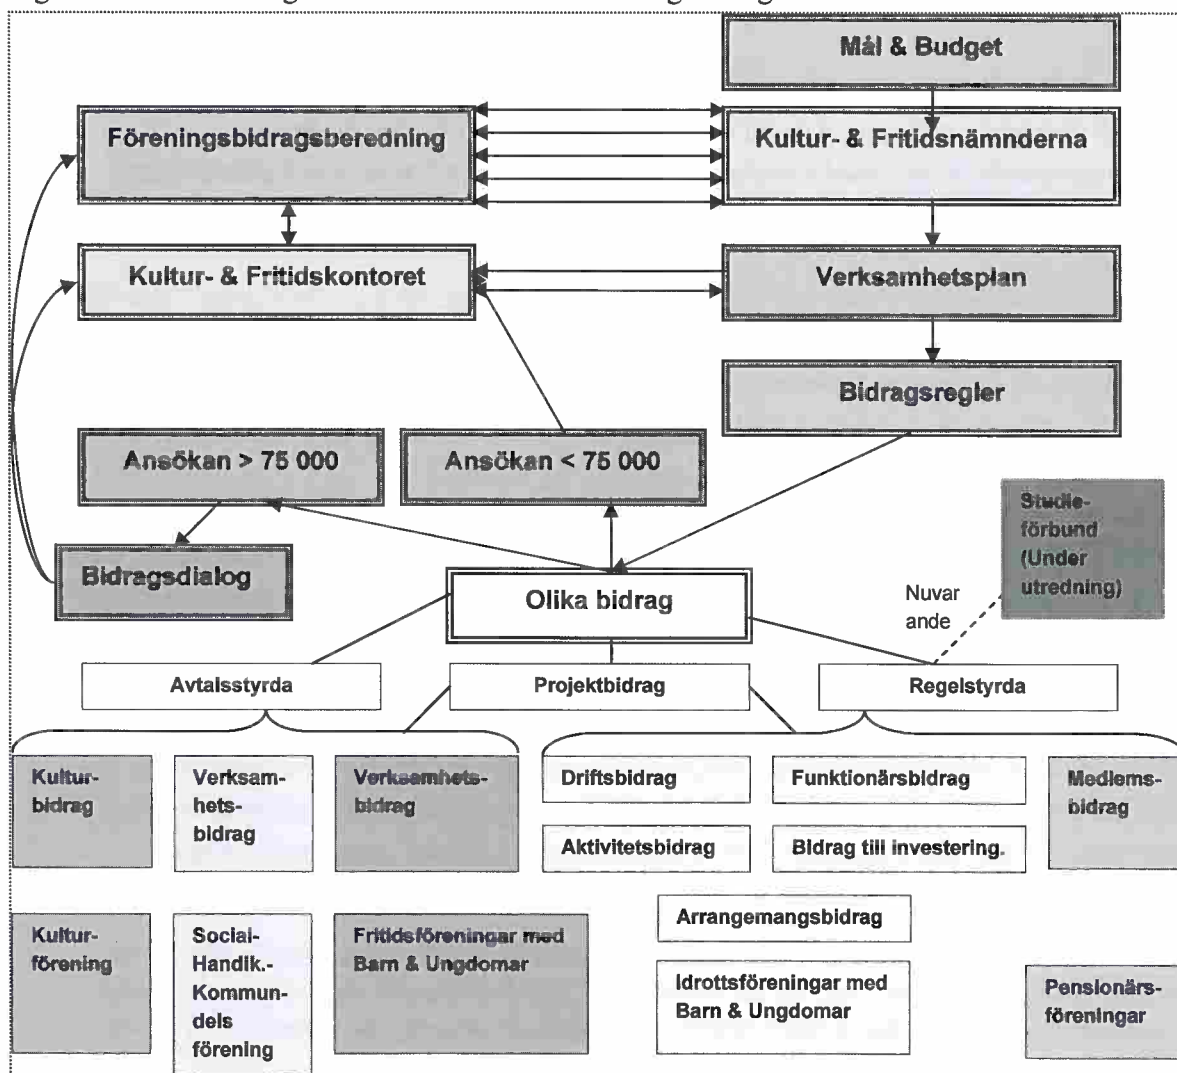 Mål & Budget
Föreningsbidragsberedning
Kultur- & Fritidsnämnderna
Kultur- & Fritidskontoret
Verksamhetsplan
Bidragsregler
Ansökan > 75 000
Ansökan < 75 000
Studie-
förbund
(Under
utredning)
Bidragsdialog
Olika bidrag
Nuvar
ande
Avtalsstyrda
Projektbidrag
Regelstyrda
Kultur-
bidrag
Verksam-
hets-
bidrag
Verksamhets-
bidrag
Driftsbidrag
Funktionärsbidrag
Medlems-
bidrag
Aktivitetsbidrag
Bidrag till investering.
Kultur-
förening
Social-
Handik.-
Kommun-
dels
förening
Fritidsföreningar med
Barn & Ungdomar
Arrangemangsbidrag
Idrottsföreningar med
Barn & Ungdomar
Pensionärs-
föreningar